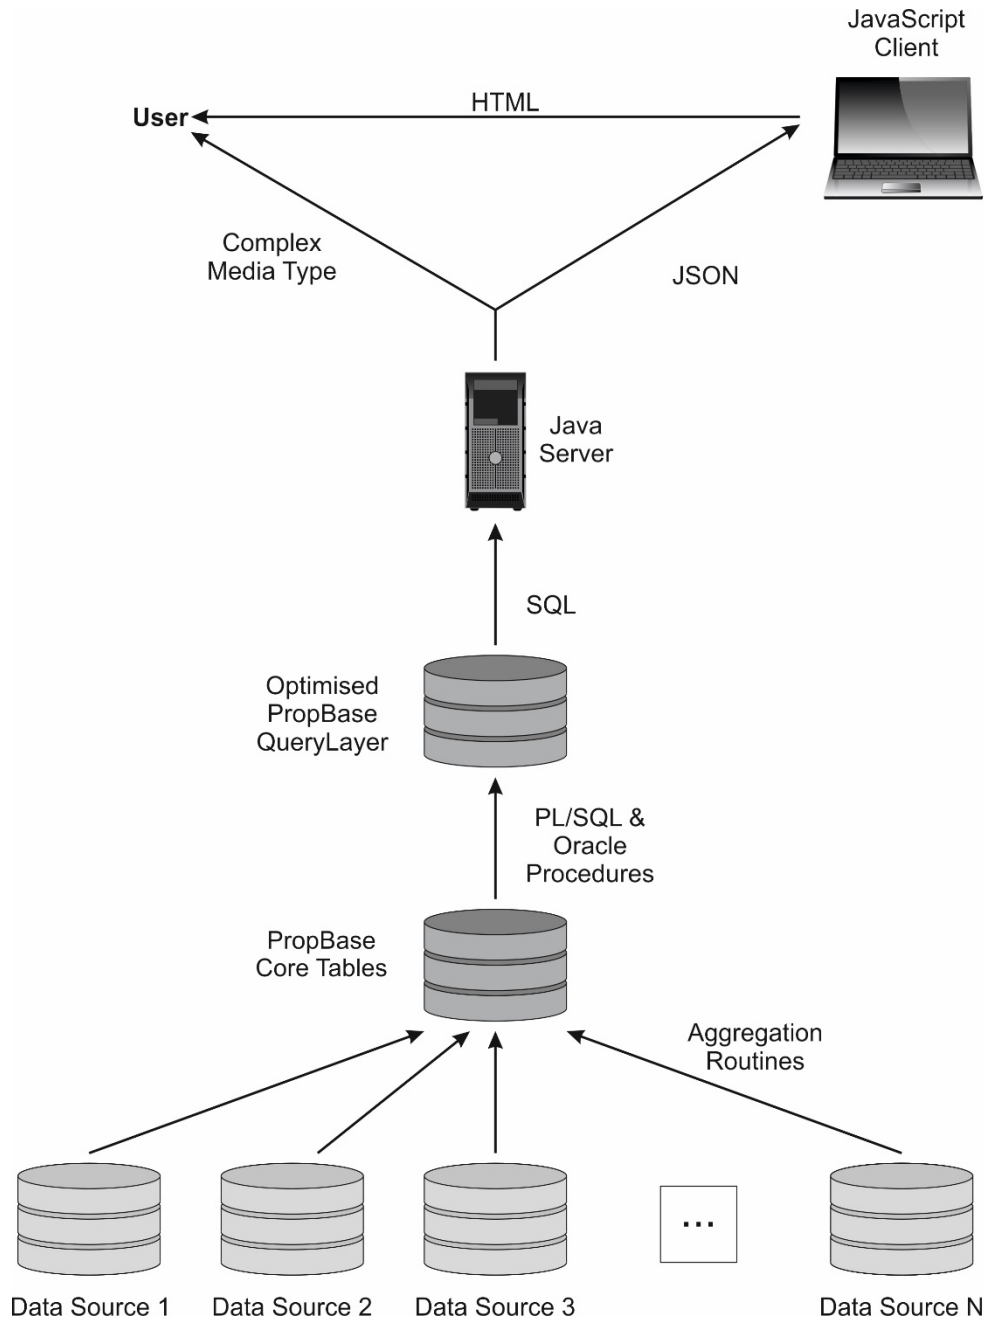 JavaScript
Client
HTML
User
Complex
Media Type
JSON
Java
Server
SQL
Optimised
PropBase
QueryLayer
PL/SQL &
Oracle
Procedures
PropBase
Core Tables
Aggregation
Routines
...
Data Source 1
Data Source 2
Data Source 3
Data Source N